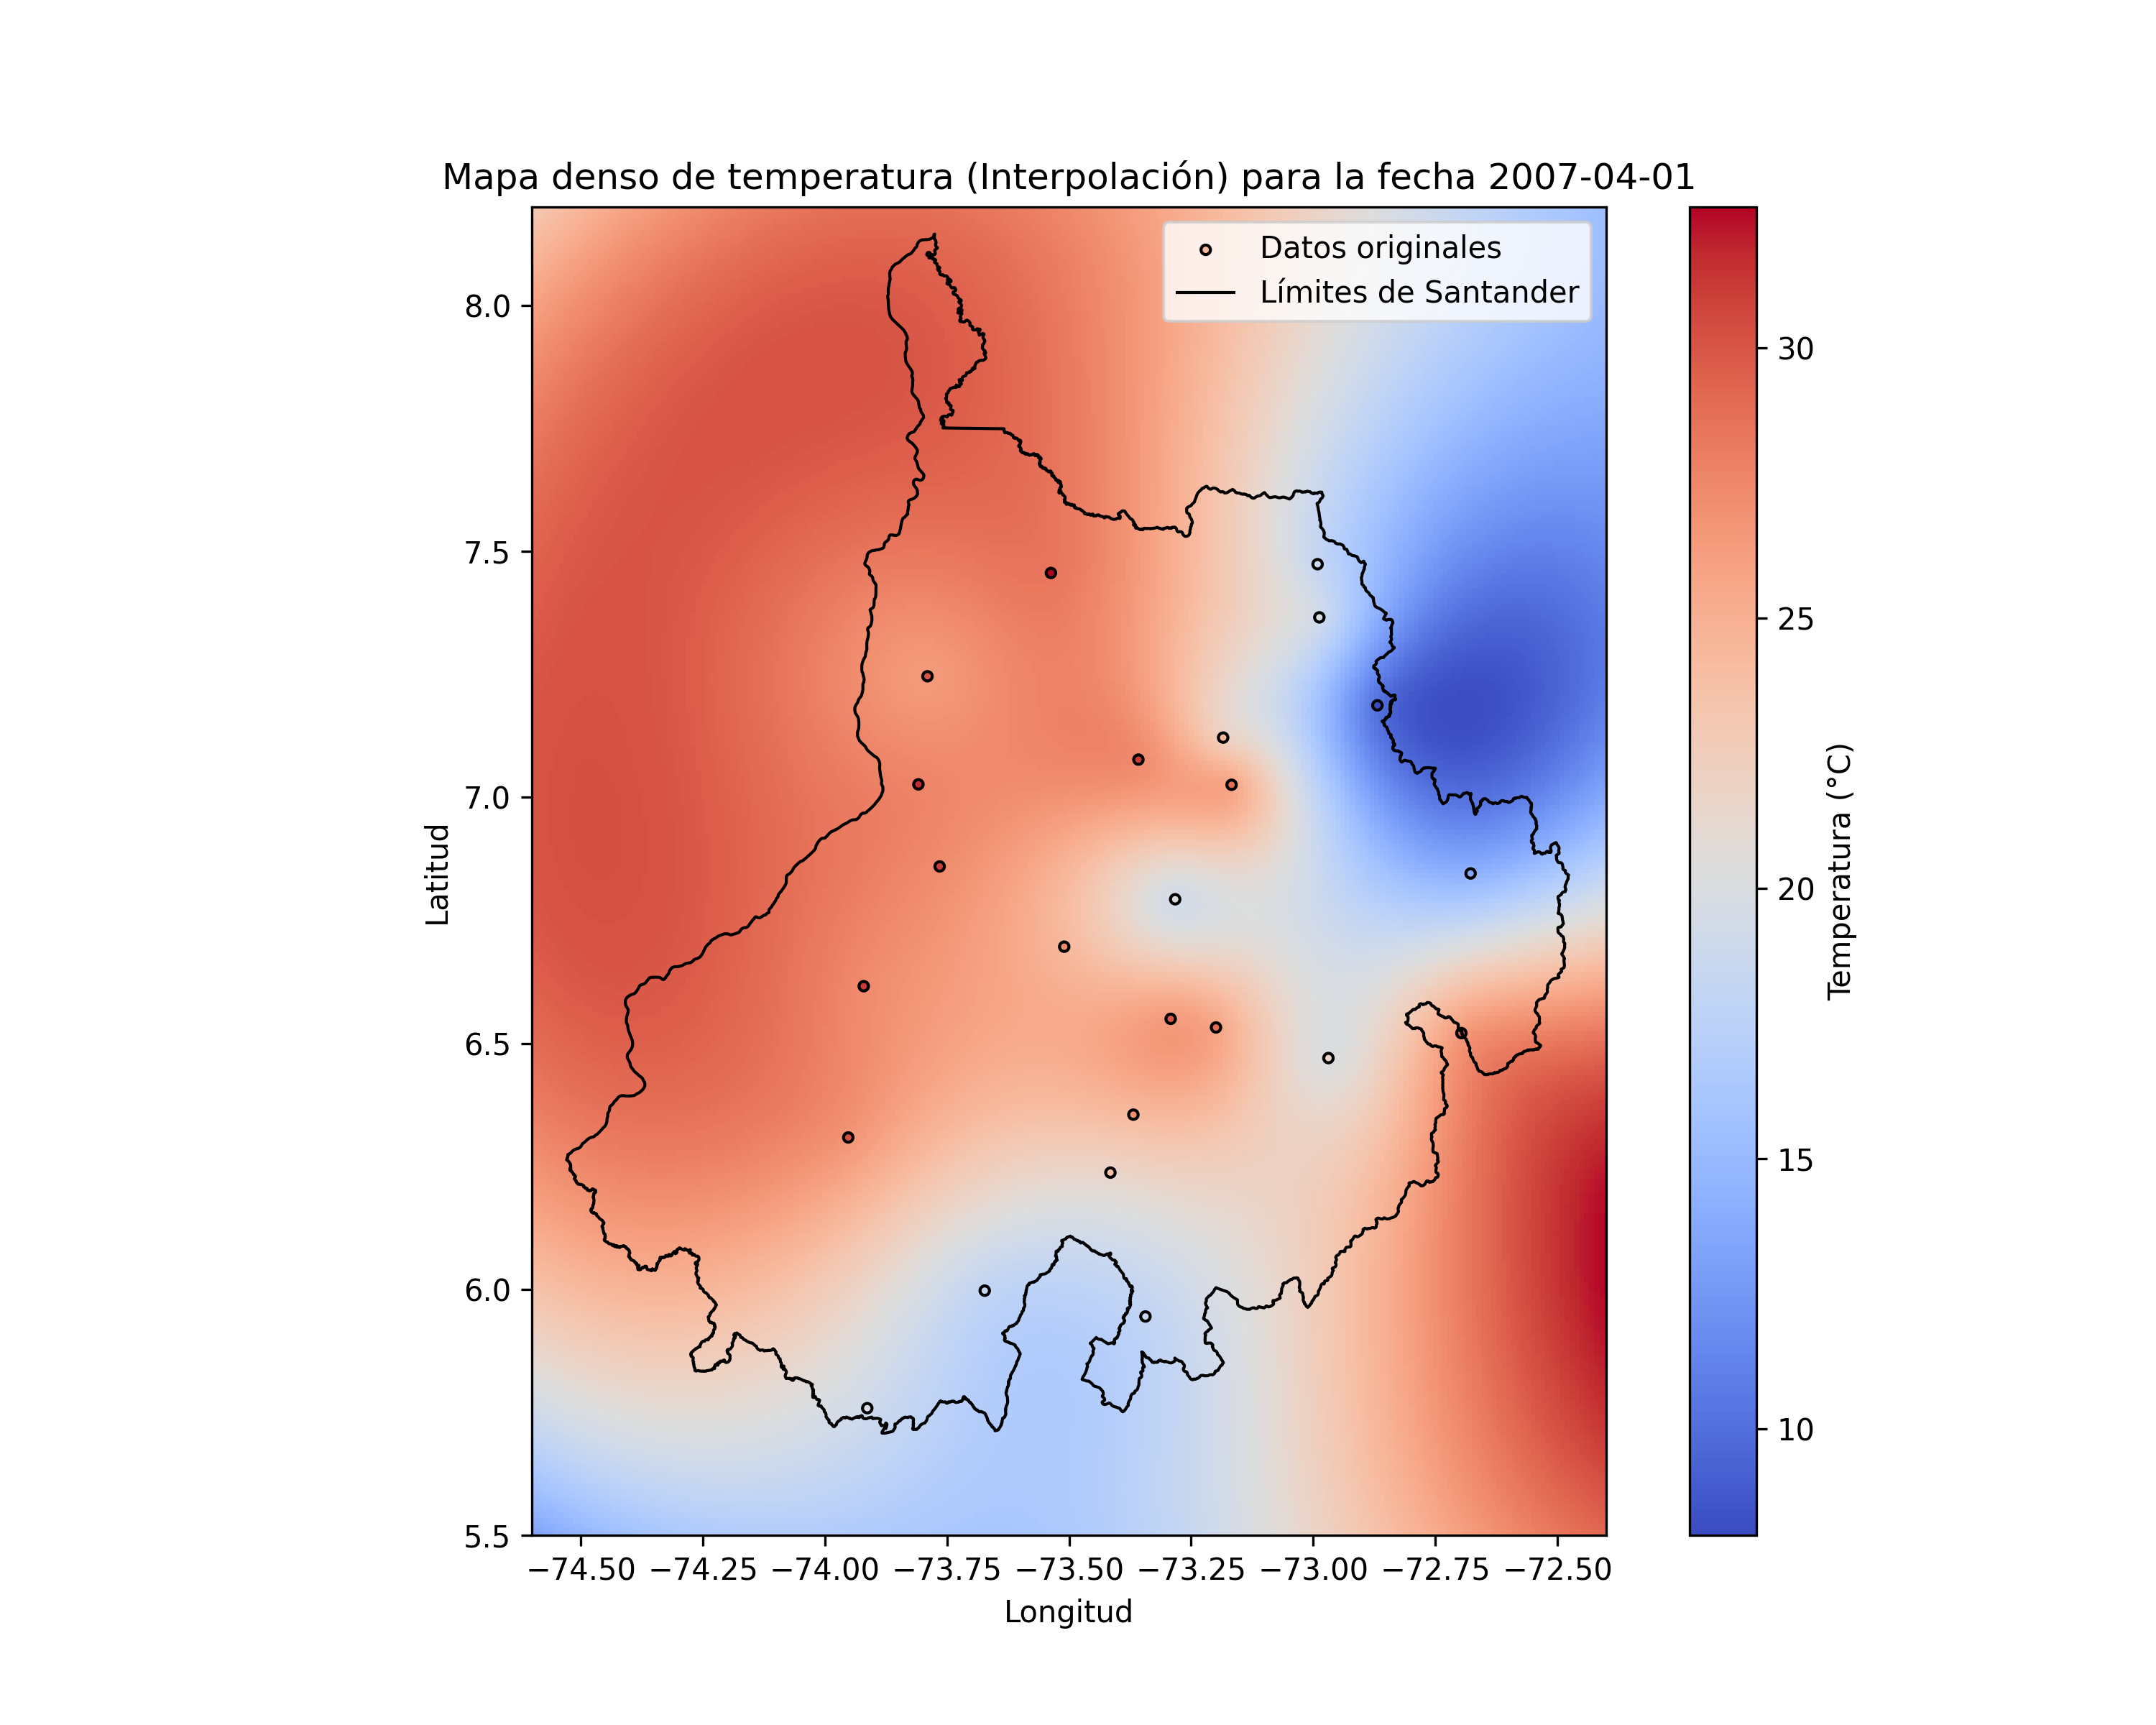 Mapa denso de temperatura (Interpolación) para la fecha 2007-04-01
Datos originales
Límites de Santander
8.0
7.5
7.0
6.5
6.0
5.5
Latitud
−74.50 −74.25 −74.00 −73.75 −73.50 −73.25 −73.00 −72.75 −72.50
Longitud
30
25
20
15
10
Temperatura (°C)